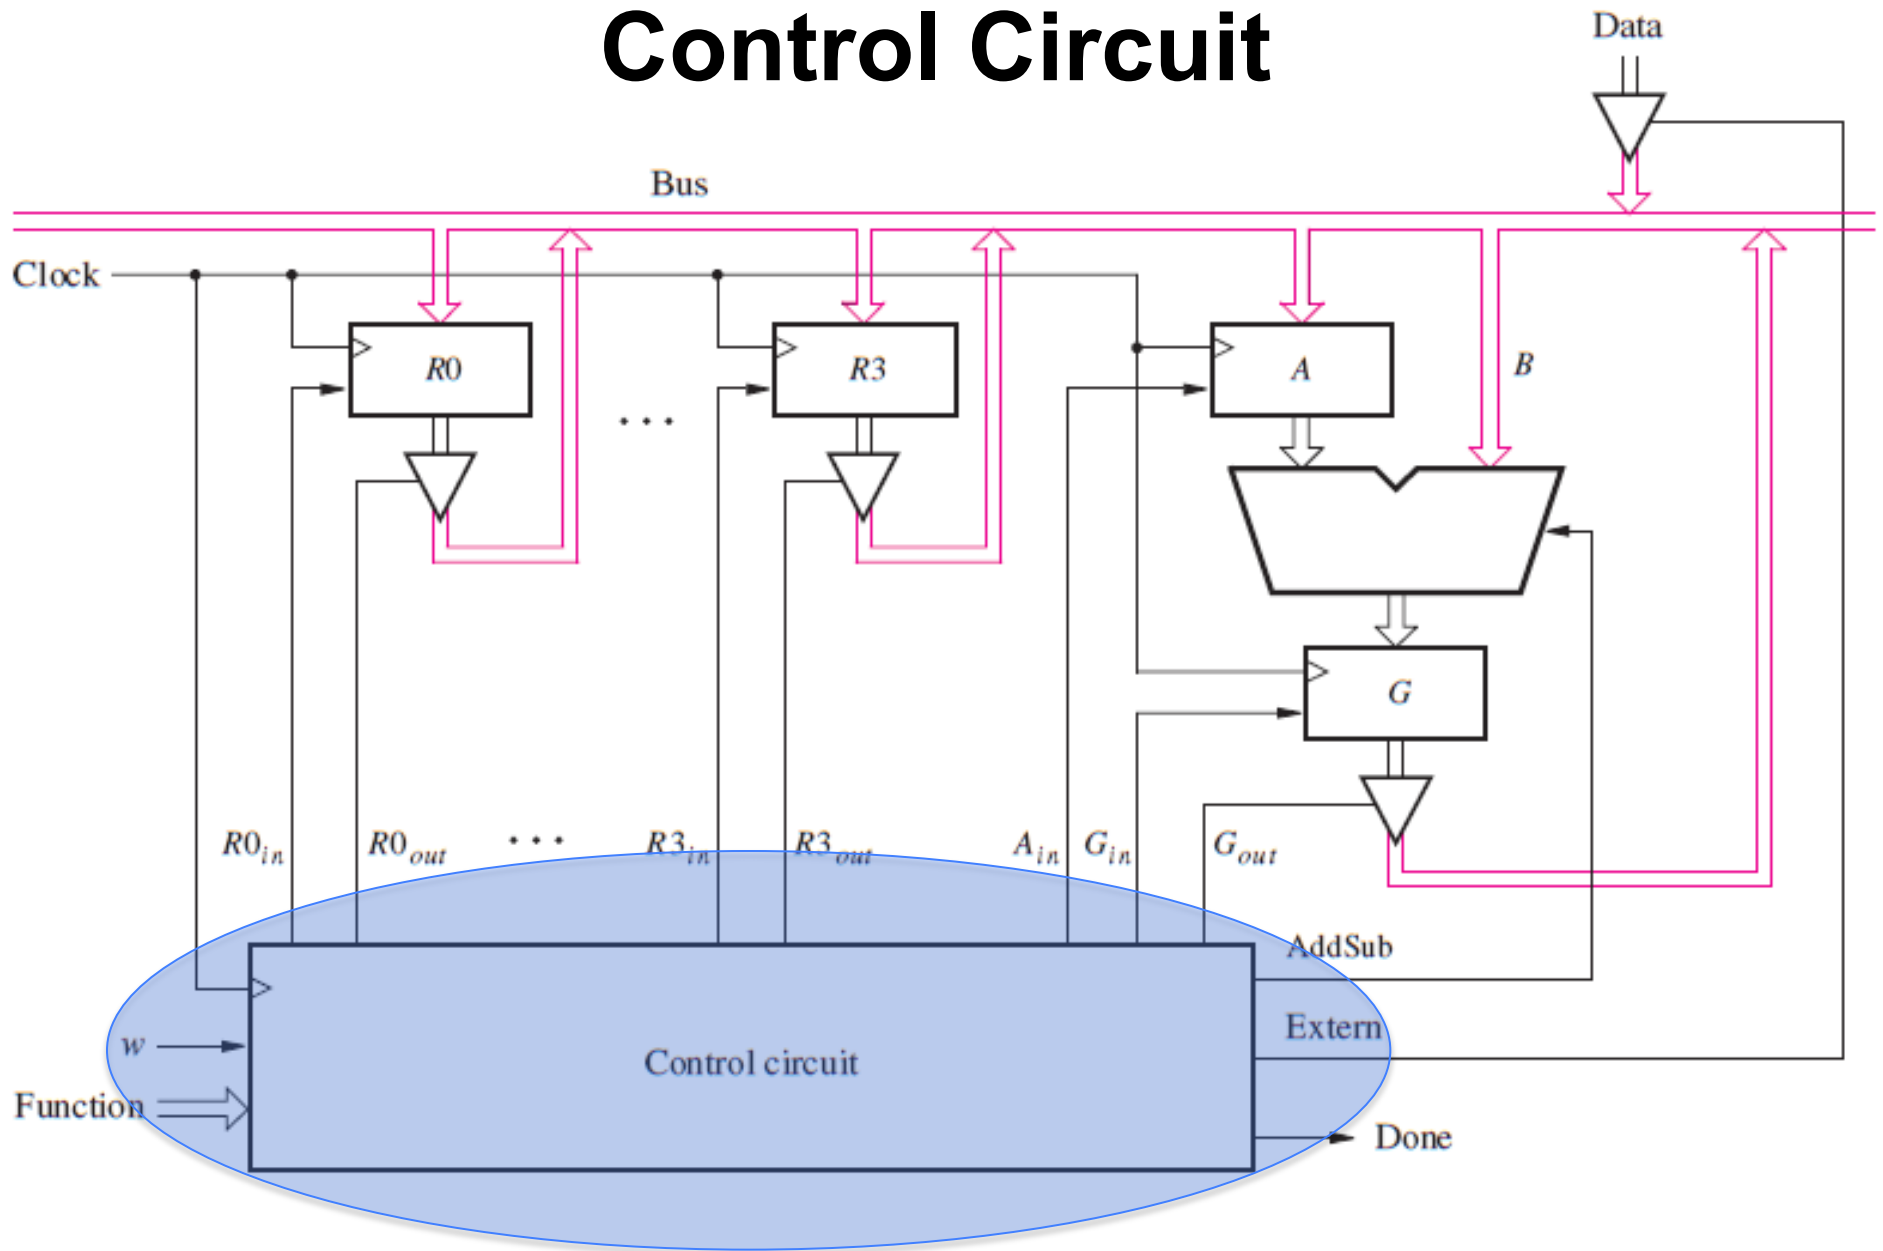 Control Circuit
Data
Bus
Clock
R0
R3
A
B
...
G
R0in
R0out
...
R3in
R3out
Ain
Gin
Gout
AddSub
Extern
w
Control circuit
Function
Done